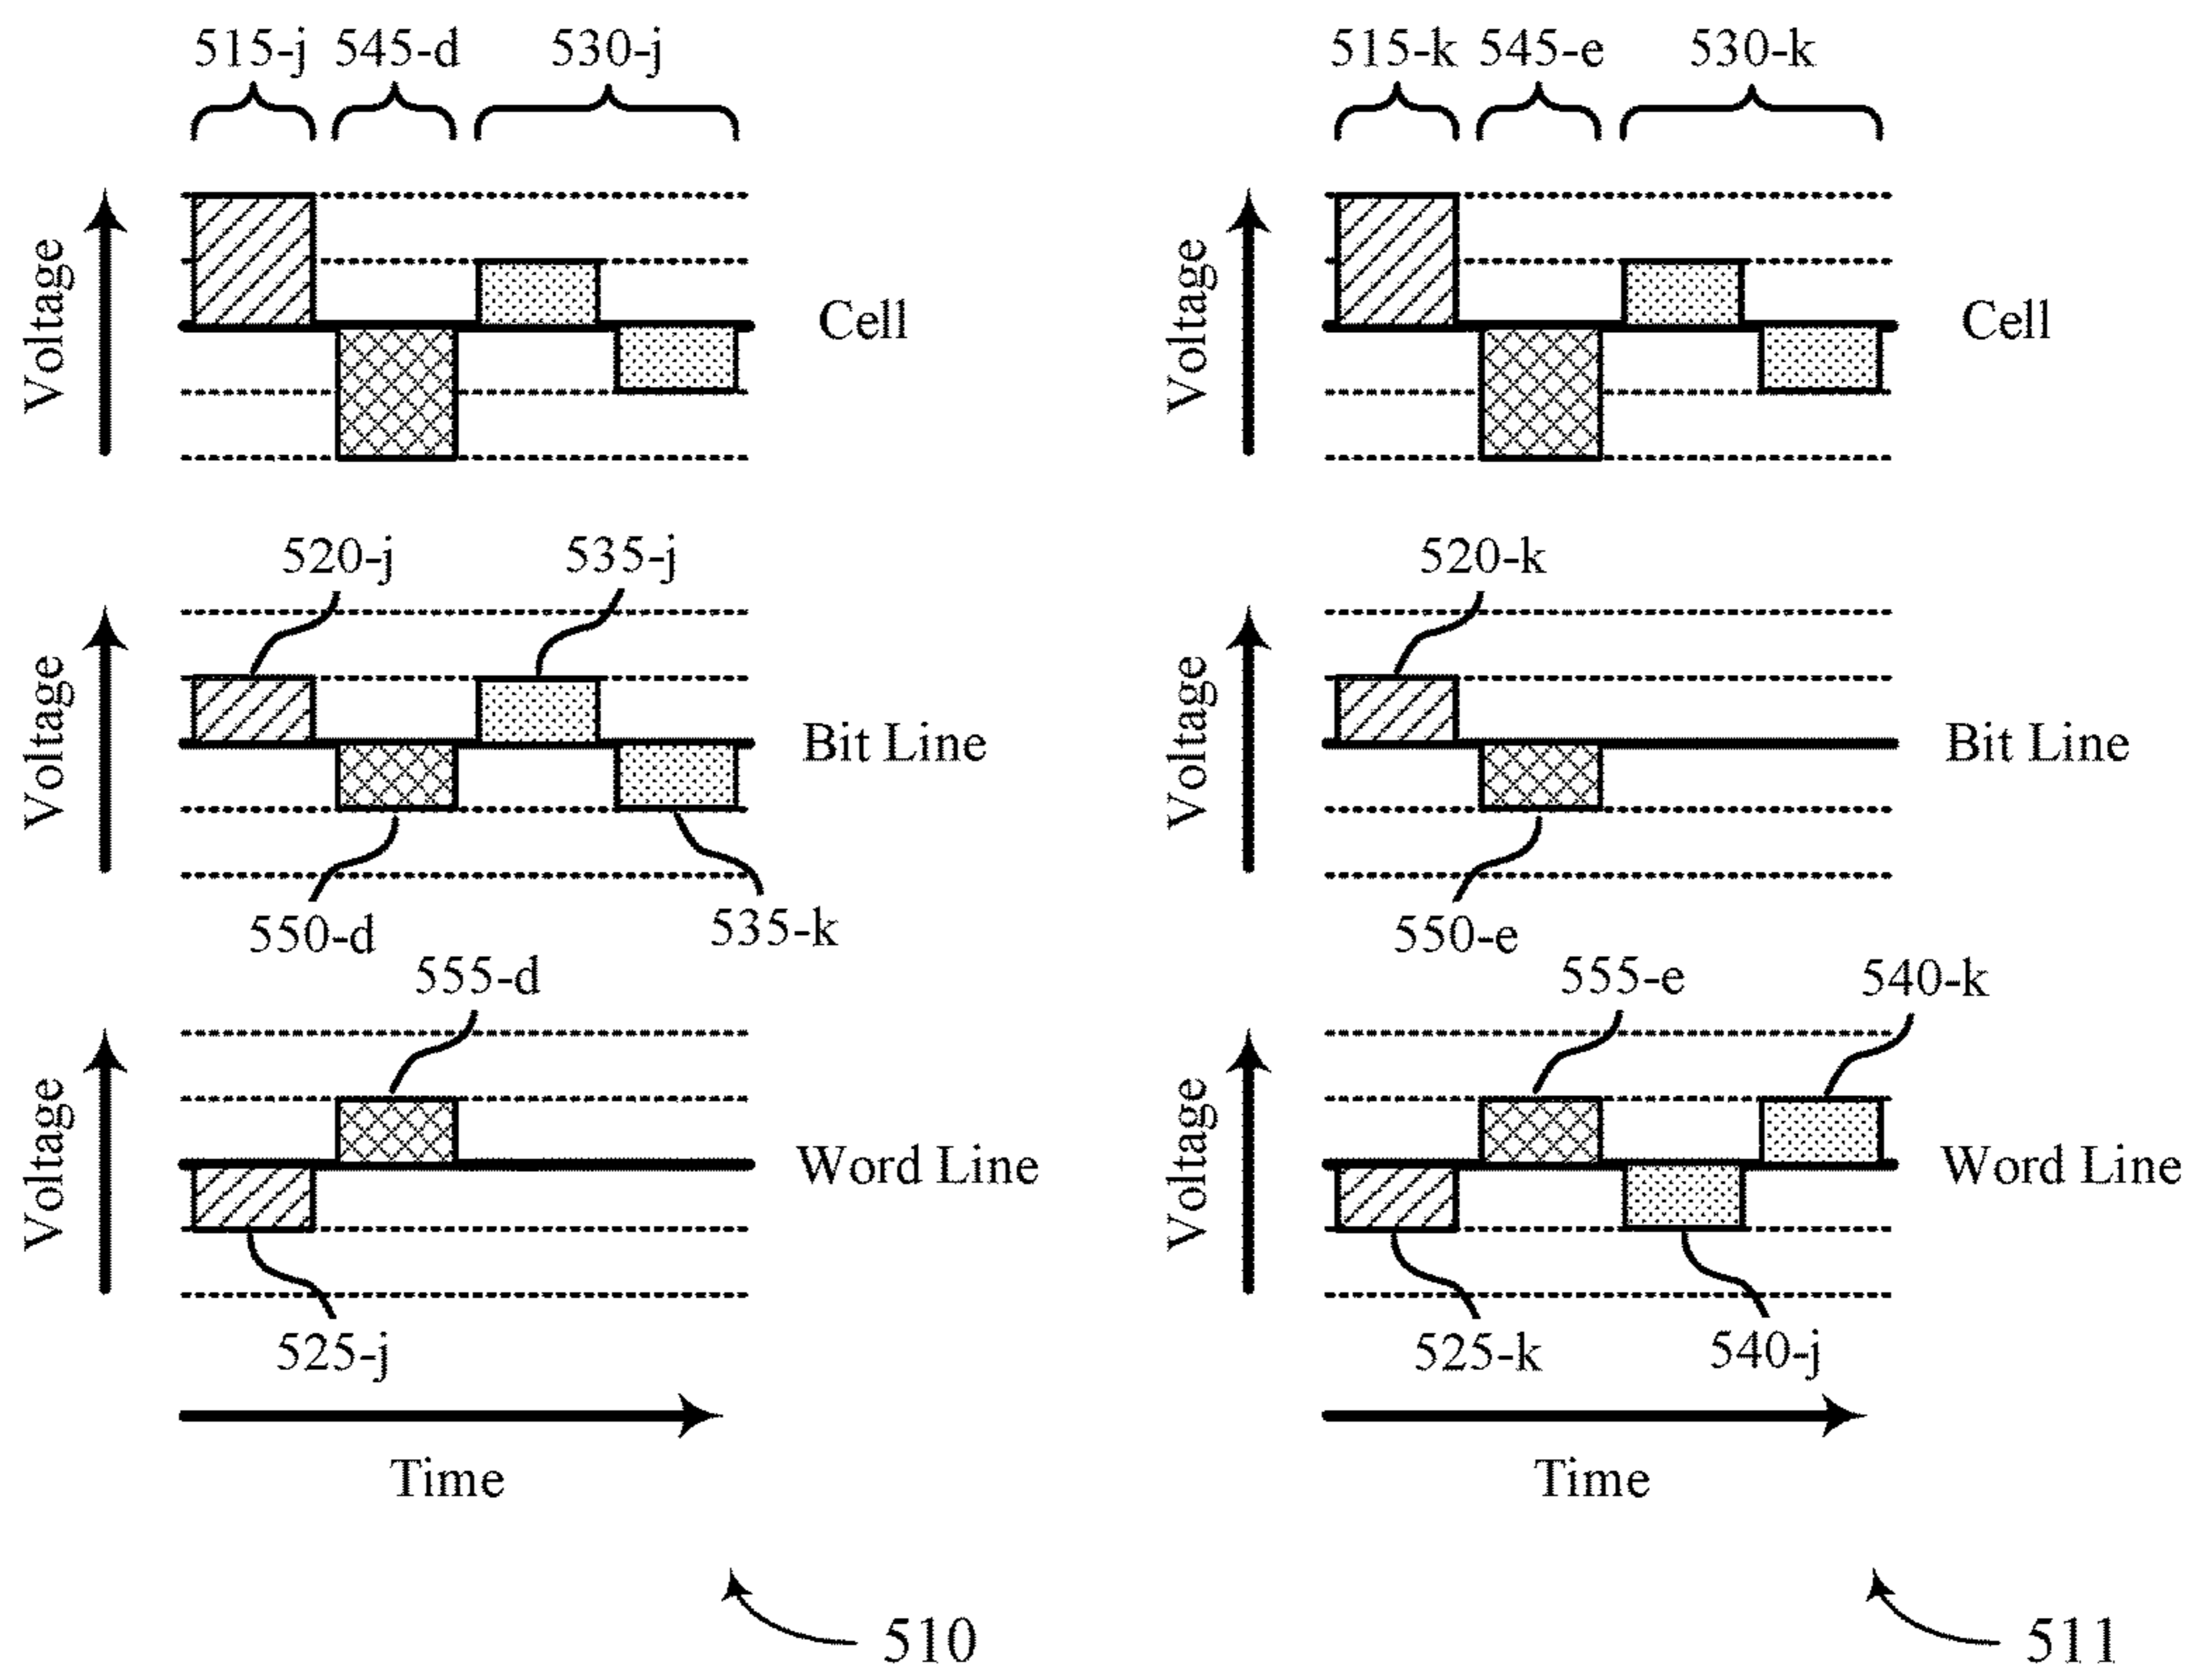 515-j 545-d 530-j
Voltage
Cell
520-j 535-j
Voltage
Bit Line
550-d 535-k
555-d
Voltage
Word Line
525-j
Time
510
515-k 545-e 530-k
Voltage
Cell
520-k
Voltage
Bit Line
550-e
555-e 540-k
Voltage
Word Line
525-k 540-j
Time
511